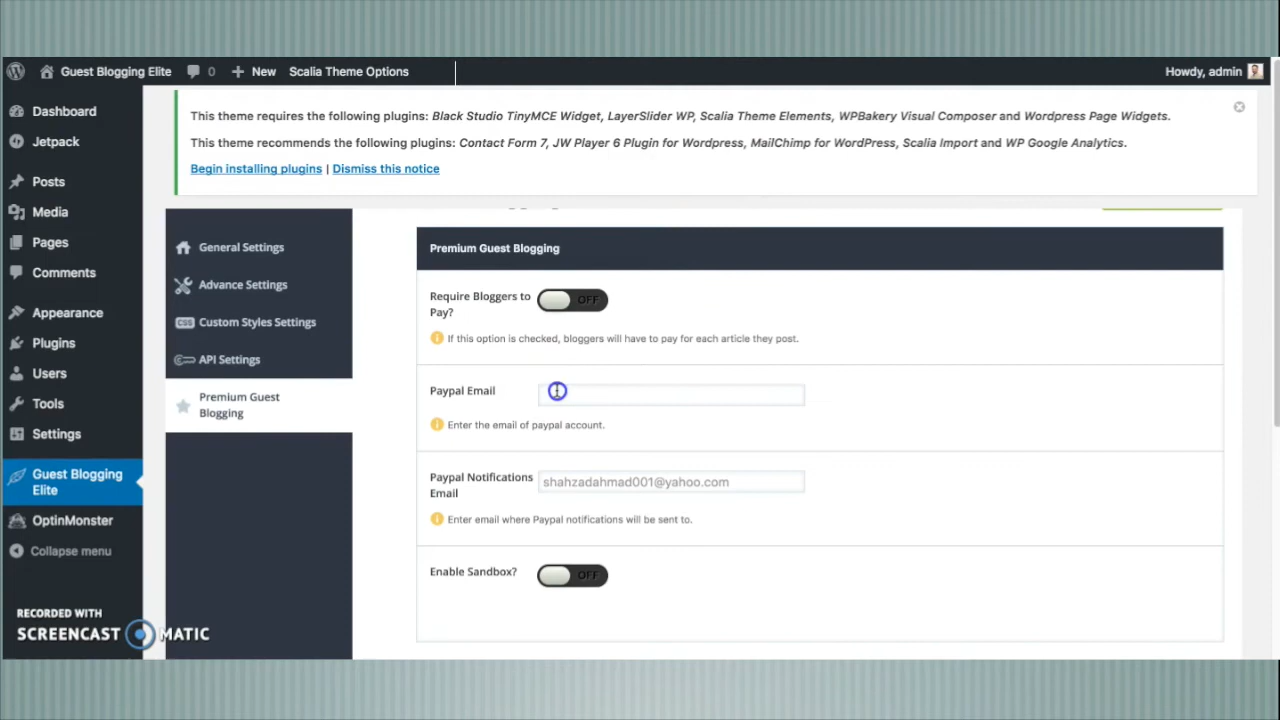 Guest Blogging Elite 0 New Scalia Theme Options Howdy, admin
Dashboard
Jetpack
Posts
Media
Pages
Comments
Appearance
Plugins
Users
Tools
Settings
Guest Blogging
Elite
OptinMonster
Collapse menu
This theme requires the following plugins: Black Studio TinyMCE Widget, LayerSlider WP, Scalia Theme Elements, WPBakery Visual Composer and Wordpress Page Widgets.
This theme recommends the following plugins: Contact Form 7, JW Player 6 Plugin for Wordpress, MailChimp for WordPress, Scalia Import and WP Google Analytics.
Begin installing plugins | Dismiss this notice
General Settings
Advance Settings
CSS Custom Styles Settings
API Settings
Premium Guest
Blogging
Premium Guest Blogging
Require Bloggers to
Pay?
OFF
If this option is checked, bloggers will have to pay for each article they post.
Paypal Email
Enter the email of paypal account.
Paypal Notifications
Email
shahzadahmad001@yahoo.com
Enter email where Paypal notifications will be sent to.
Enable Sandbox?
OFF
RECORDED WITH
SCREENCAST MATIC